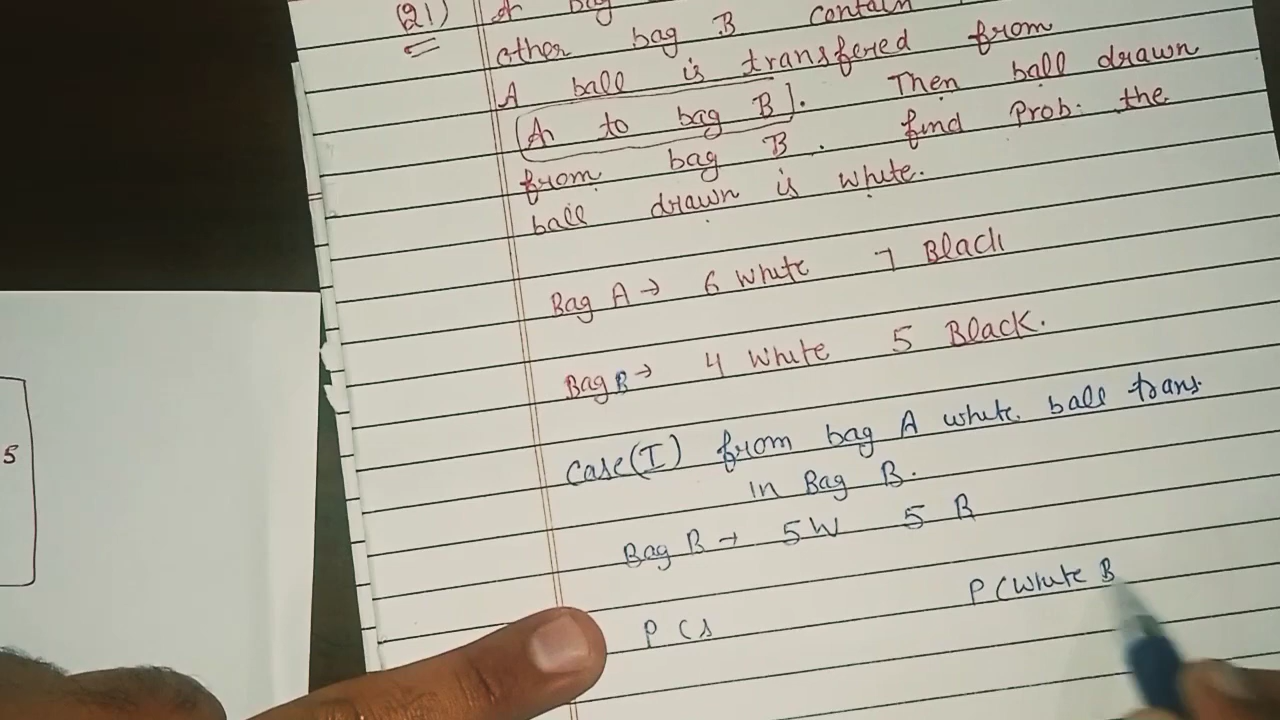 (21) A Bag
other bag B contain
A ball is transfered from
(A to bag B]. Then ball drawn
from bag B. find Prob: the
ball drawn is white.
Bag A → 6 white 7 Black
Bag B → 4 white 5 Black.
Case(I) from bag A white ball trans.
in Bag B.
Bag B → 5W 5 B
P (white B
P (s
5